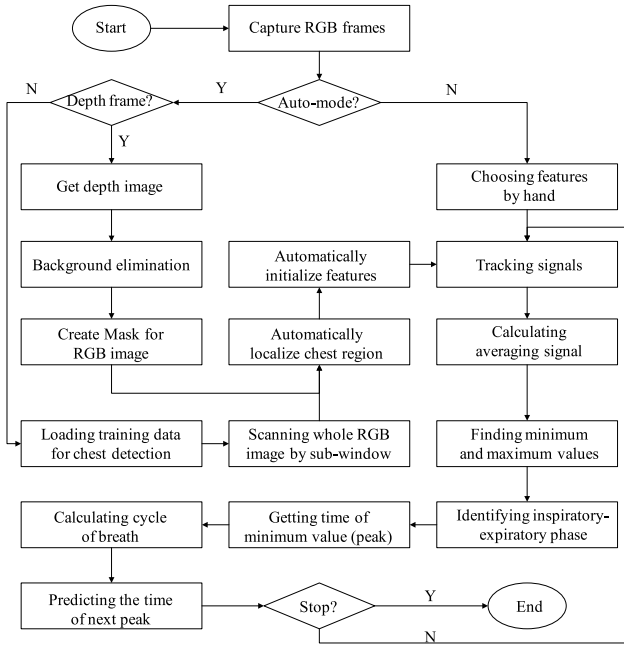 Start
Capture RGB frames
N
Depth frame?
Y
Auto-mode?
N
Y
Get depth image
Choosing features
by hand
Background elimination
Automatically
initialize features
Tracking signals
Create Mask for
RGB image
Automatically
localize chest region
Calculating
averaging signal
Loading training data
for chest detection
Scanning whole RGB
image by sub-window
Finding minimum
and maximum values
Calculating cycle
of breath
Getting time of
minimum value (peak)
Identifying inspiratory-
expiratory phase
Predicting the time
of next peak
Stop?
Y
End
N